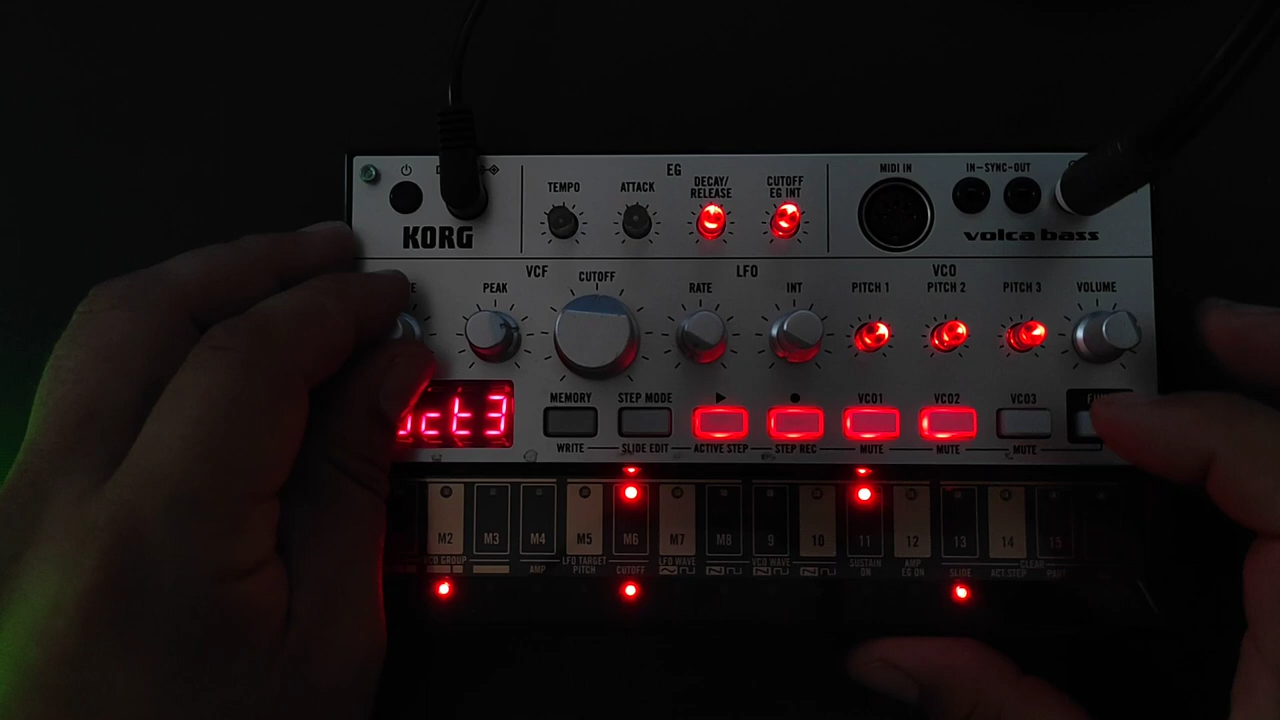 EG
MIDI IN
IN-SYNC-OUT
TEMPO
ATTACK
DECAY/
RELEASE
CUTOFF
EG INT
KORG
volca bass
VCF
CUTOFF
LFO
VCO
PEAK
RATE
INT
PITCH 1
PITCH 2
PITCH 3
VOLUME
MEMORY
STEP MODE
VCO1
VCO2
VCO3
ct3
WRITE
SLIDE EDIT
ACTIVE STEP
STEP REC
MUTE
MUTE
MUTE
M2
M3
M4
M5
M6
M7
M8
9
10
11
12
13
14
15
VCO GROUP
AMP
LFO TARGET
PITCH
CUTOFF
LFO WAVE
VCO WAVE
SUSTAIN
ON
AMP
EG ON
SLIDE
CLEAR
ACT.STEP
PART